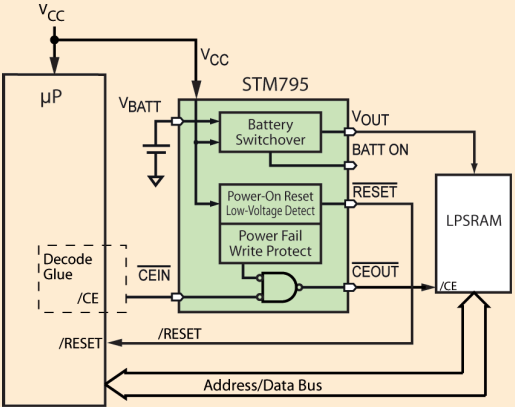 VCC
VCC
STM795
µP
VBATT
Battery
Switchover
VOUT
BATT ON
Power-On Reset
Low-Voltage Detect
RESET
LPSRAM
Power Fail
Write Protect
Decode
Glue
CEIN
CEOUT
/CE
/CE
/RESET
/RESET
Address/Data Bus